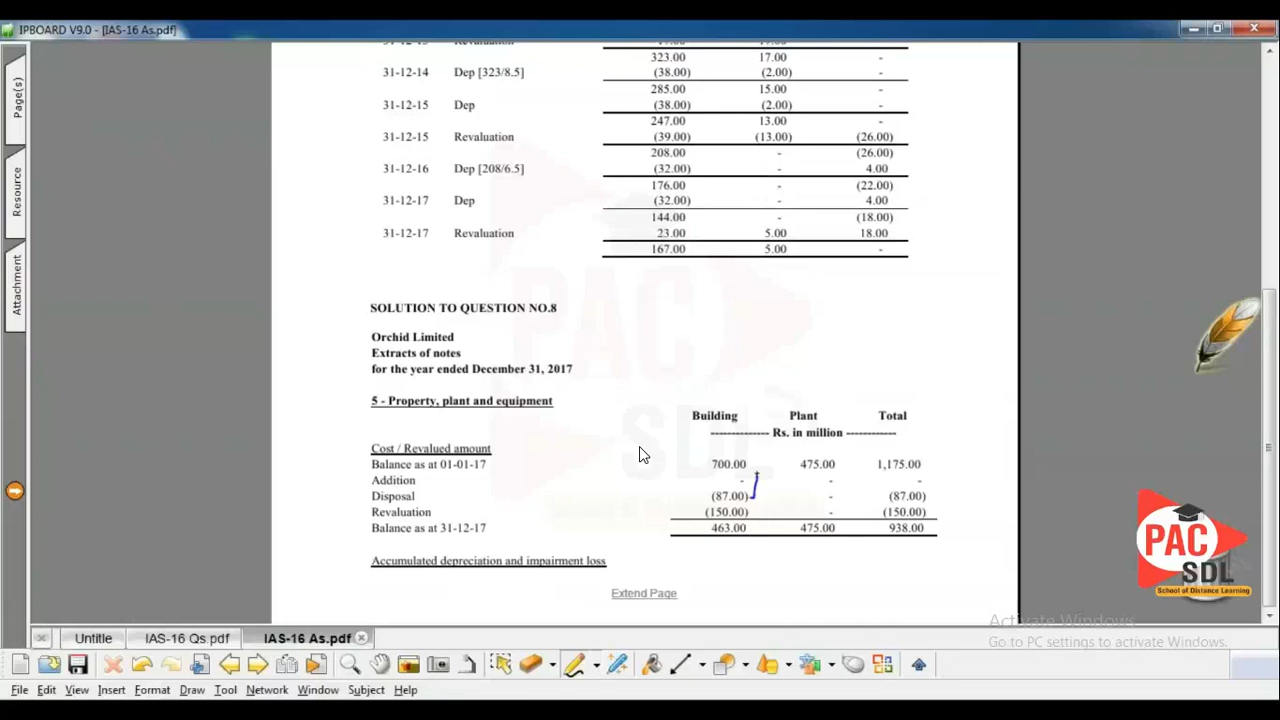 IPBOARD V9.0 - [IAS-16 As.pdf]
Page(s)
Resource
Attachment
323.00 17.00 -
31-12-14 Dep [323/8.5] (38.00) (2.00) -
285.00 15.00 -
31-12-15 Dep (38.00) (2.00) -
247.00 13.00 -
31-12-15 Revaluation (39.00) (13.00) (26.00)
208.00 - (26.00)
31-12-16 Dep [208/6.5] (32.00) - 4.00
176.00 - (22.00)
31-12-17 Dep (32.00) - 4.00
144.00 - (18.00)
31-12-17 Revaluation 23.00 5.00 18.00
167.00 5.00 -
SOLUTION TO QUESTION NO.8
Orchid Limited
Extracts of notes
for the year ended December 31, 2017
5 - Property, plant and equipment
Building Plant Total
-------------- Rs. in million ------------
Cost / Revalued amount
Balance as at 01-01-17 700.00 475.00 1,175.00
Addition - - -
Disposal (87.00) - (87.00)
Revaluation (150.00) - (150.00)
Balance as at 31-12-17 463.00 475.00 938.00
Accumulated depreciation and impairment loss
Extend Page
PAC
SDL
PAC
SDL
School of Distance Learning
Activate Windows
Go to PC settings to activate Windows.
Untitle IAS-16 Qs.pdf IAS-16 As.pdf
File Edit View Insert Format Draw Tool Network Window Subject Help